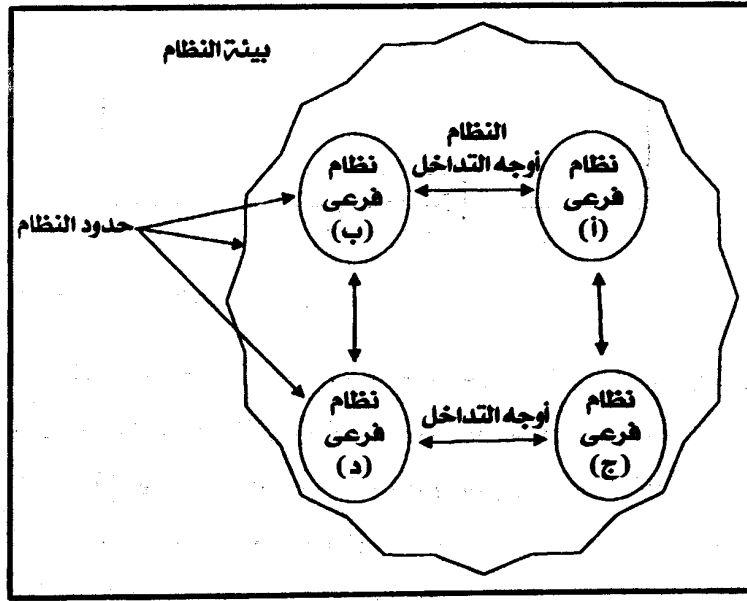 بيئة النظام
النظام
أوجه التداخل
نظام
فرعى
(أ)
نظام
فرعى
(ب)
حدود النظام
نظام
فرعى
(ج)
أوجه التداخل
نظام
فرعى
(د)